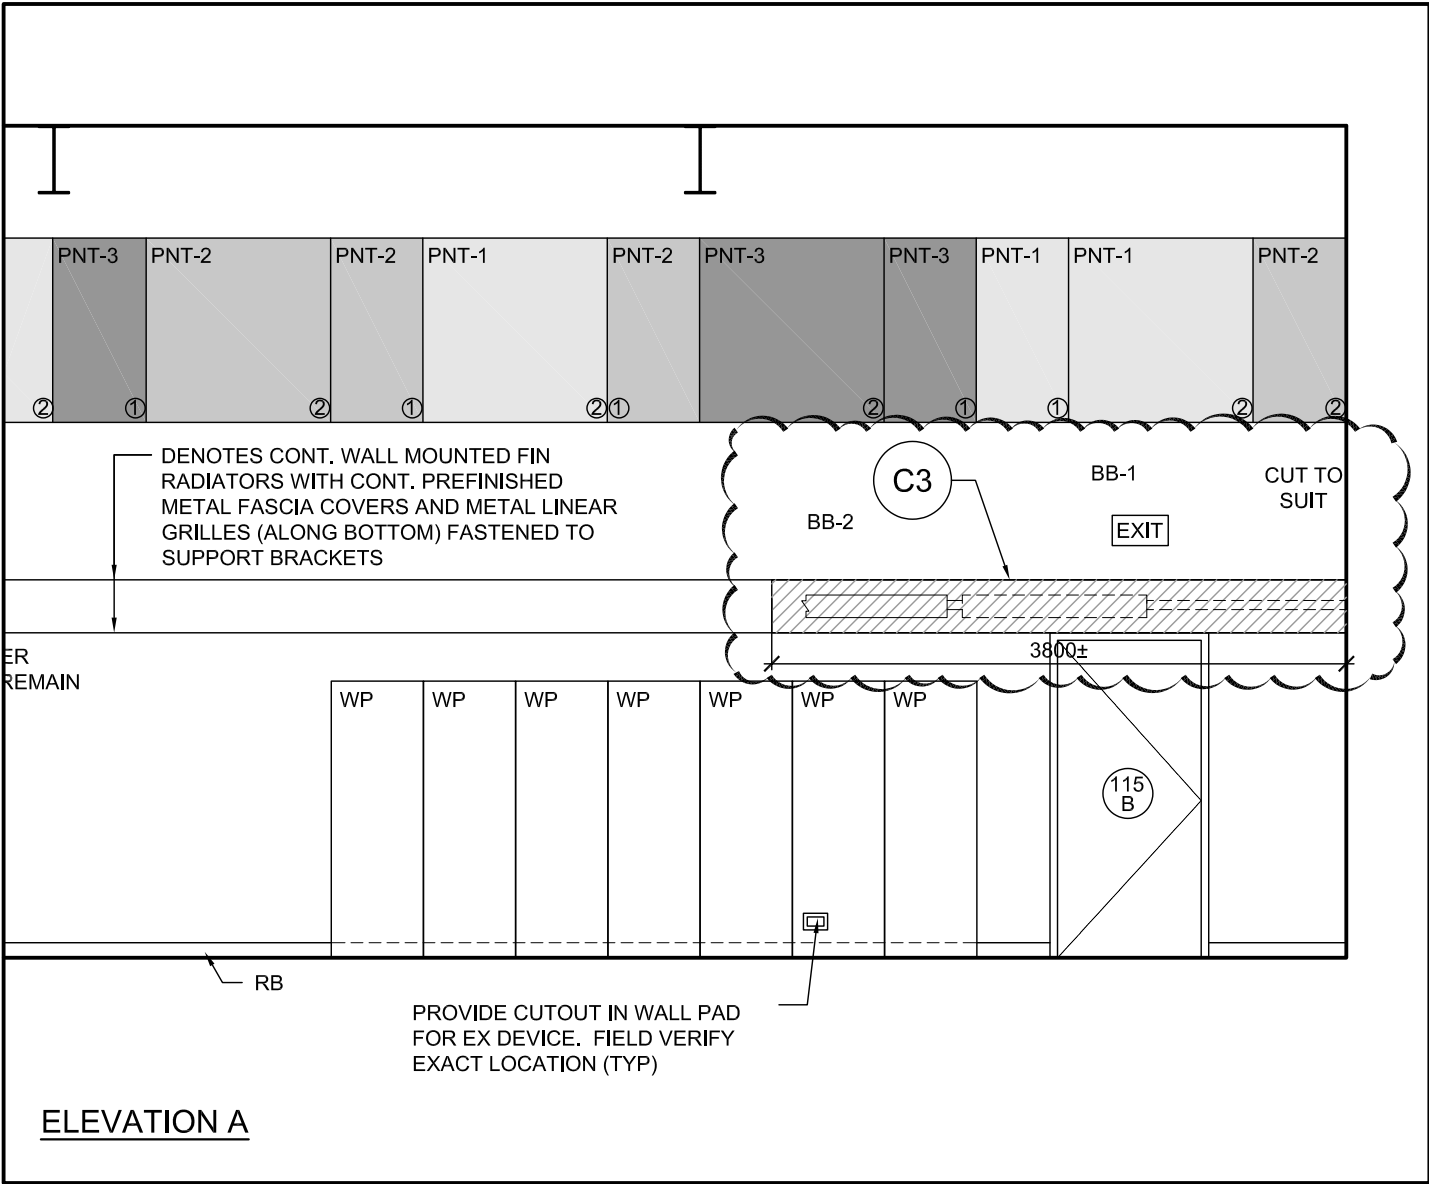 PNT-3 PNT-2 PNT-2 PNT-1 PNT-2 PNT-3 PNT-3 PNT-1 PNT-1 PNT-2
2 1 2 1 2 1 2 1 1 2 2
DENOTES CONT. WALL MOUNTED FIN
RADIATORS WITH CONT. PREFINISHED
METAL FASCIA COVERS AND METAL LINEAR
GRILLES (ALONG BOTTOM) FASTENED TO
SUPPORT BRACKETS
C3
BB-1
CUT TO
SUIT
BB-2
EXIT
3800±
ER
REMAIN
WP WP WP WP WP WP WP
115
B
RB
PROVIDE CUTOUT IN WALL PAD
FOR EX DEVICE. FIELD VERIFY
EXACT LOCATION (TYP)
ELEVATION A